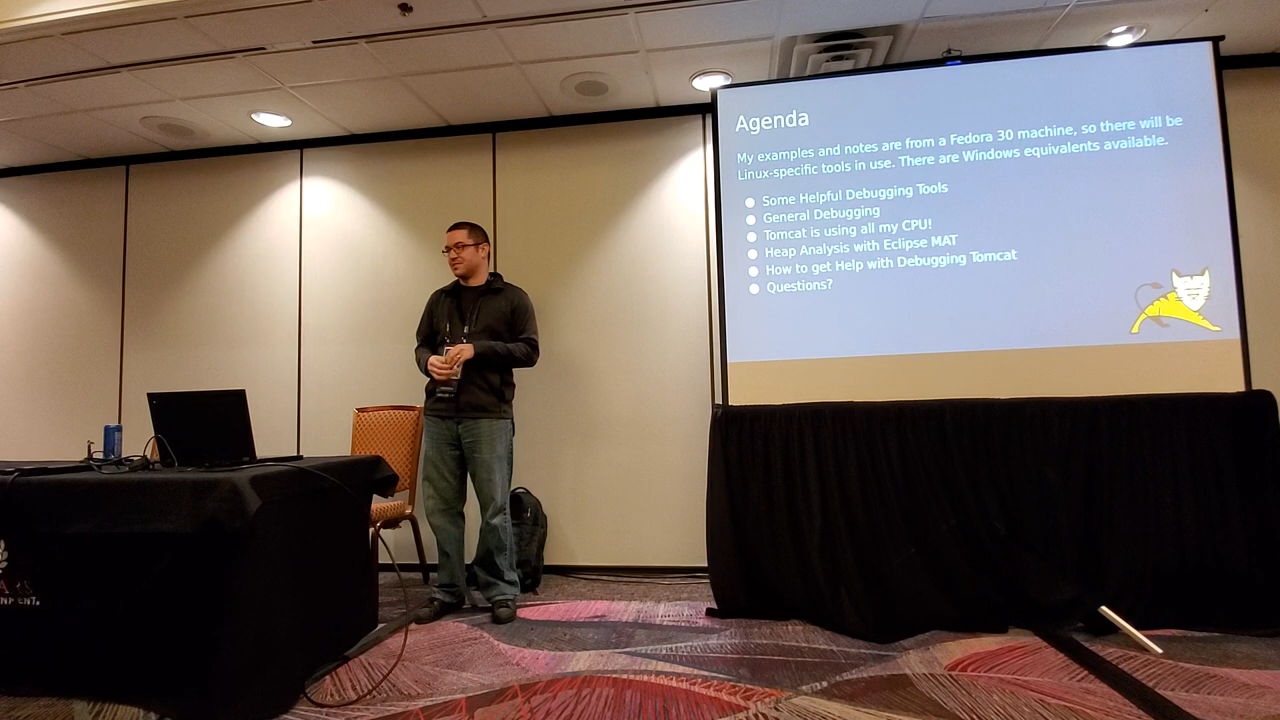 Agenda
My examples and notes are from a Fedora 30 machine, so there will be
Linux-specific tools in use. There are Windows equivalents available.
Some Helpful Debugging Tools
General Debugging
Tomcat is using all my CPU!
Heap Analysis with Eclipse MAT
How to get Help with Debugging Tomcat
Questions?